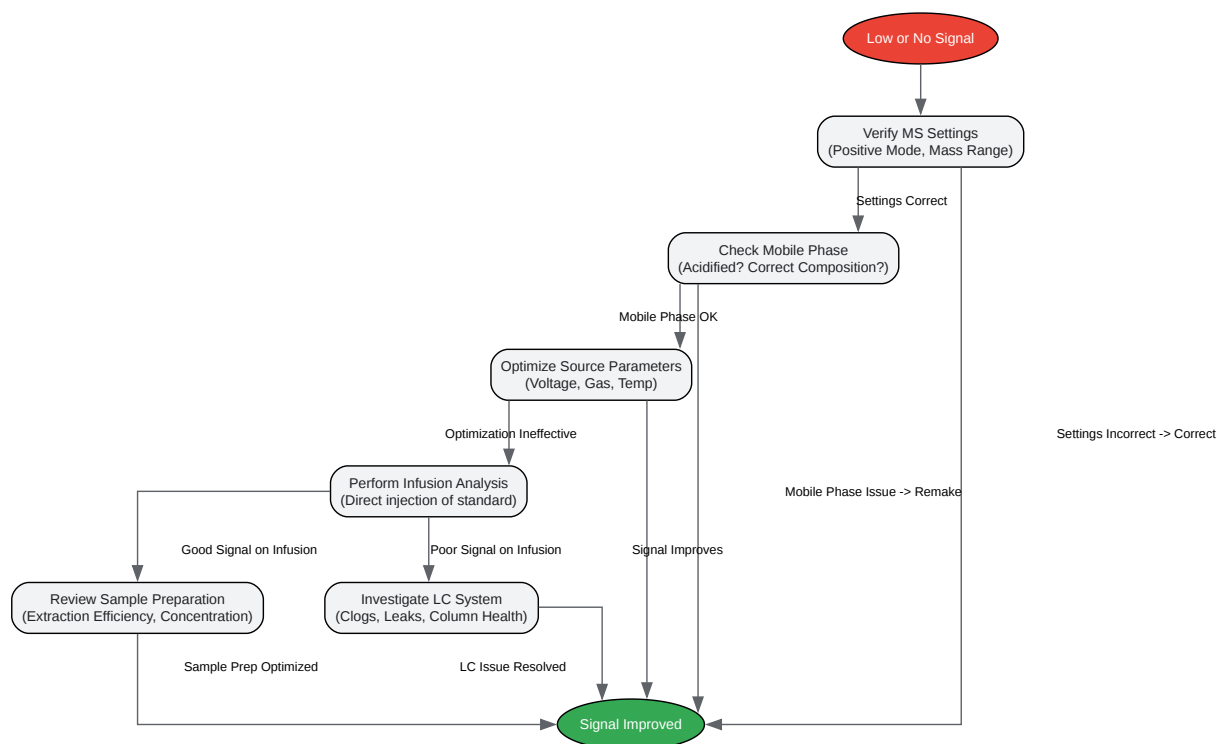 Low or No Signal
Verify MS Settings
(Positive Mode, Mass Range)
Settings Correct
Check Mobile Phase
(Acidified? Correct Composition?)
Mobile Phase OK
Optimize Source Parameters
(Voltage, Gas, Temp)
Optimization Ineffective
Settings Incorrect -> Correct
Perform Infusion Analysis
(Direct injection of standard)
Mobile Phase Issue -> Remake
Good Signal on Infusion
Poor Signal on Infusion
Signal Improves
Review Sample Preparation
(Extraction Efficiency, Concentration)
Investigate LC System
(Clogs, Leaks, Column Health)
Sample Prep Optimized
LC Issue Resolved
Signal Improved